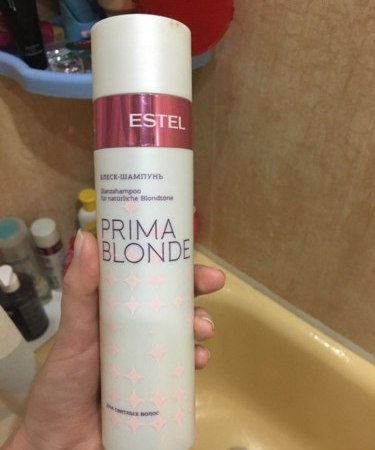 ESTEL
БЛЕСК-ШАМПУНЬ
Glanzshampoo
für natürliche Blondtöne
PRIMA
BLONDE
для светлых волос